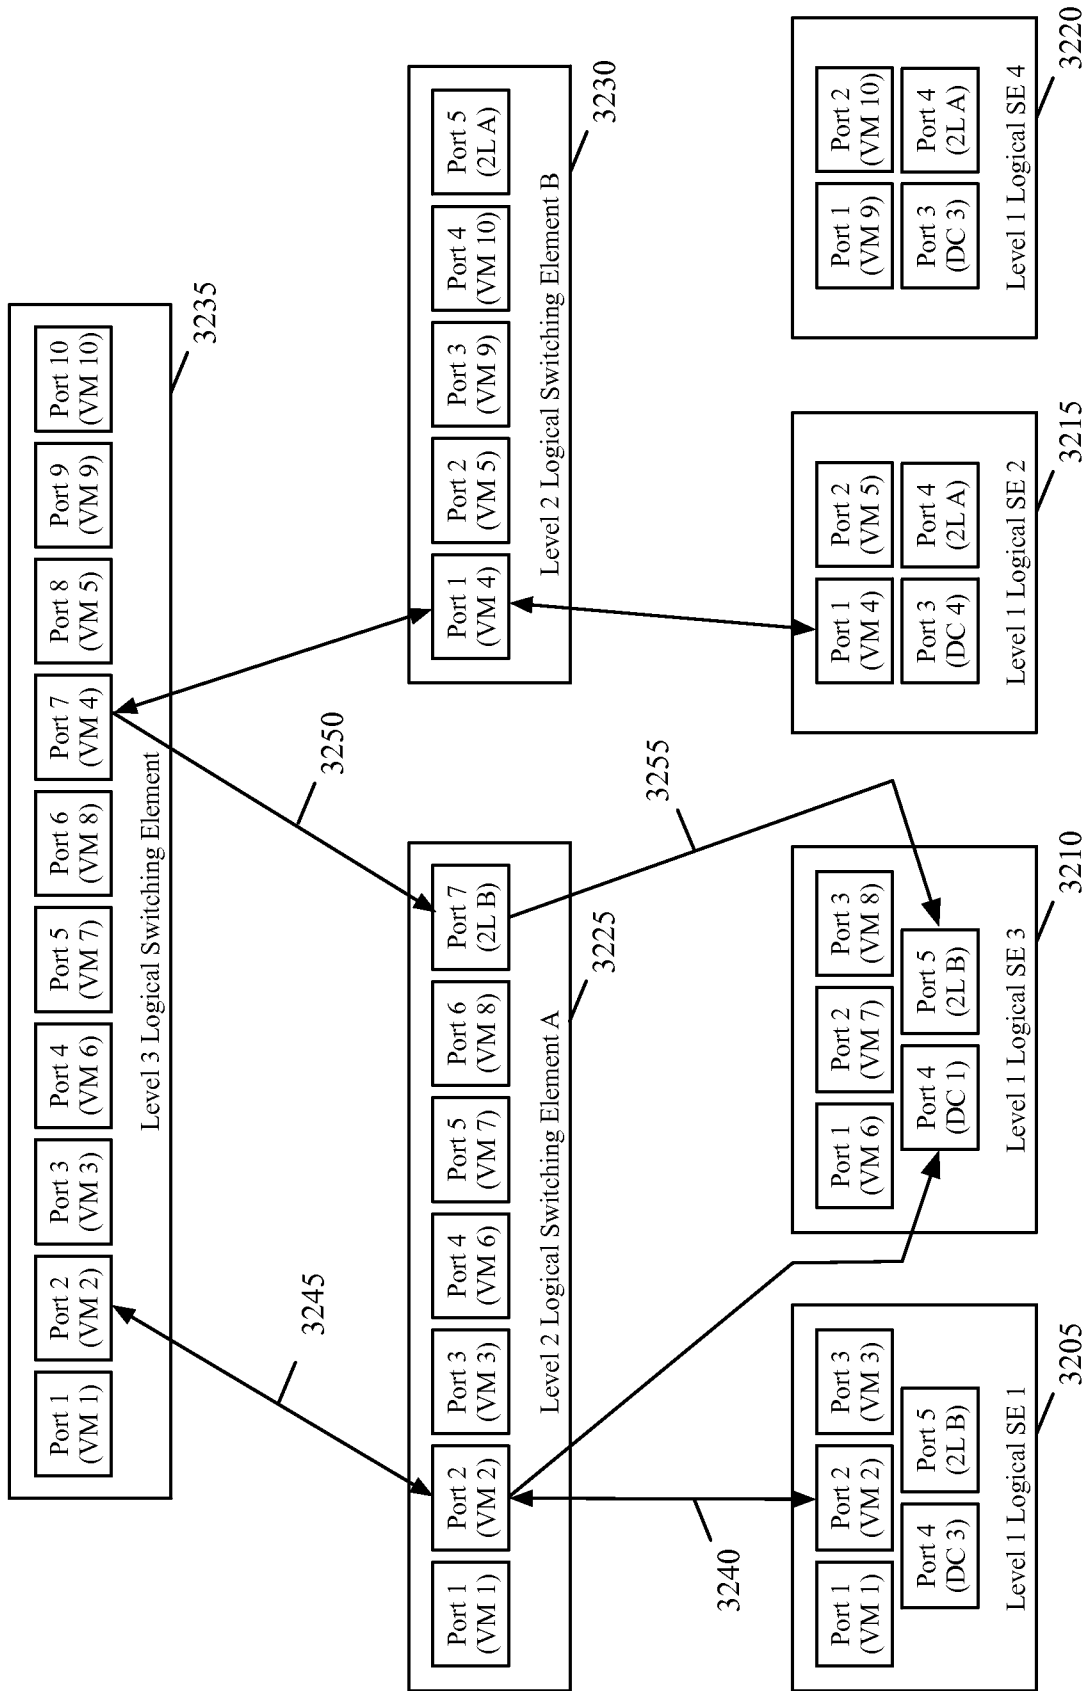 Port 1
(VM 1)
Port 2
(VM 2)
Port 3
(VM 3)
Port 4
(VM 6)
Port 5
(VM 7)
Port 6
(VM 8)
Port 7
(VM 4)
Port 8
(VM 5)
Port 9
(VM 9)
Port 10
(VM 10)
Level 3 Logical Switching Element
3235
3245
3250
Port 1
(VM 1)
Port 2
(VM 2)
Port 3
(VM 3)
Port 4
(VM 6)
Port 5
(VM 7)
Port 6
(VM 8)
Port 7
(2L B)
Level 2 Logical Switching Element A
3225
Port 1
(VM 4)
Port 2
(VM 5)
Port 3
(VM 9)
Port 4
(VM 10)
Port 5
(2L A)
Level 2 Logical Switching Element B
3230
3240
3255
Port 1
(VM 1)
Port 2
(VM 2)
Port 3
(VM 3)
Port 4
(DC 3)
Port 5
(2L B)
Level 1 Logical SE 1
3205
Port 1
(VM 6)
Port 2
(VM 7)
Port 3
(VM 8)
Port 4
(DC 1)
Port 5
(2L B)
Level 1 Logical SE 3
3210
Port 1
(VM 4)
Port 2
(VM 5)
Port 3
(DC 4)
Port 4
(2L A)
Level 1 Logical SE 2
3215
Port 1
(VM 9)
Port 2
(VM 10)
Port 3
(DC 3)
Port 4
(2L A)
Level 1 Logical SE 4
3220